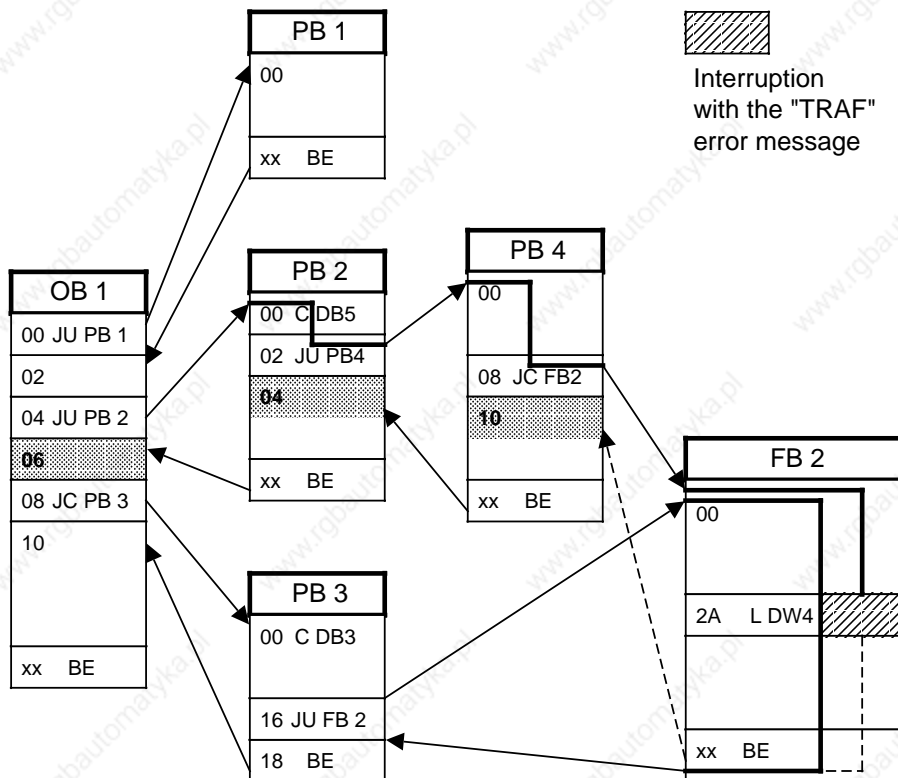 PB 1
00
xx BE
Interruption
with the "TRAF"
error message
OB 1
00 JU PB 1
02
04 JU PB 2
06
08 JC PB 3
10
xx BE
PB 2
00 C DB5
02 JU PB4
04
xx BE
PB 4
00
08 JC FB2
10
xx BE
FB 2
00
2A L DW4
xx BE
PB 3
00 C DB3
16 JU FB 2
18 BE
www.rgbautomatyka.pl